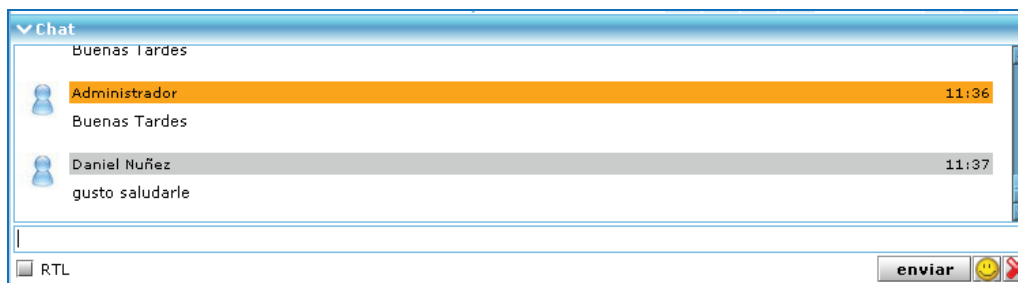 Chat
Buenas Tardes
Administrador 11:36
Buenas Tardes
Daniel Nuñez 11:37
gusto saludarle
RTL enviar